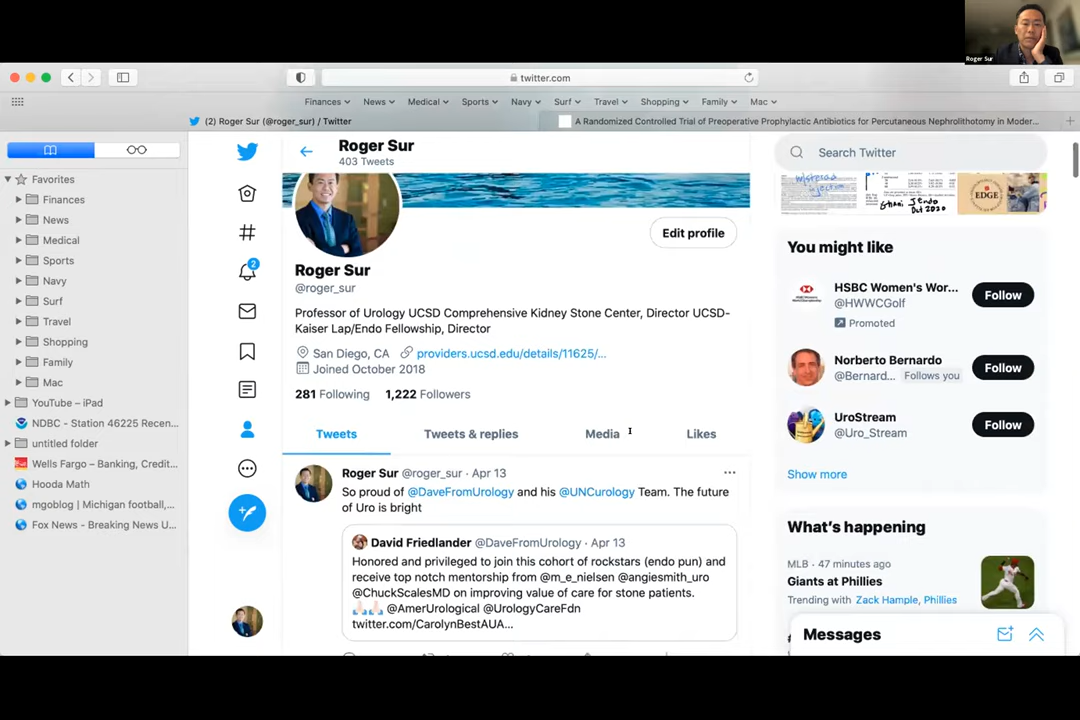 Roger Sur
twitter.com
Finances News Medical Sports Navy Surf Travel Shopping Family Mac
(2) Roger Sur (@roger_sur) / Twitter
A Randomized Controlled Trial of Preoperative Prophylactic Antibiotics for Percutaneous Nephrolithotomy in Moder...
Favorites
Finances
News
Medical
Sports
Navy
Surf
Travel
Shopping
Family
Mac
YouTube – iPad
NDBC - Station 46225 Recen...
untitled folder
Wells Fargo – Banking, Credit...
Hooda Math
mgoblog | Michigan football,...
Fox News - Breaking News U...
2
Roger Sur
403 Tweets
Edit profile
Roger Sur
@roger_sur
Professor of Urology UCSD Comprehensive Kidney Stone Center, Director UCSD-
Kaiser Lap/Endo Fellowship, Director
San Diego, CA providers.ucsd.edu/details/11625/...
Joined October 2018
281 Following 1,222 Followers
Tweets Tweets & replies Media Likes
Roger Sur @roger_sur · Apr 13
So proud of @DaveFromUrology and his @UNCurology Team. The future
of Uro is bright
David Friedlander @DaveFromUrology · Apr 13
Honored and privileged to join this cohort of rockstars (endo pun) and
receive top notch mentorship from @m_e_nielsen @angiesmith_uro
@ChuckScalesMD on improving value of care for stone patients.
@AmerUrological @UrologyCareFdn
twitter.com/CarolynBestAUA...
Search Twitter
J Endo
Oct 2020
EDGE
You might like
HSBC Women's Wor...
@HWWCGolf
Promoted
Follow
Norberto Bernardo
@Bernard... Follows you
Follow
UroStream
@Uro_Stream
Follow
Show more
What's happening
MLB · 47 minutes ago
Giants at Phillies
Trending with Zack Hample, Phillies
Messages